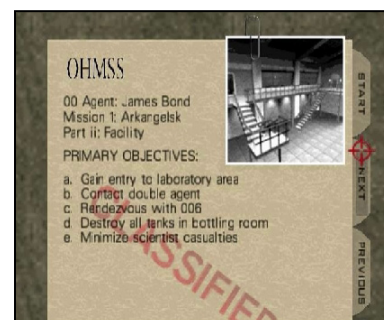 OHMSS
00 Agent: James Bond
Mission 1: Arkangelsk
Part ii: Facility
PRIMARY OBJECTIVES:
a. Gain entry to laboratory area
b. Contact double agent
c. Rendezvous with 006
d. Destroy all tanks in bottling room
e. Minimize scientist casualties
CLASSIFIED
START
NEXT
PREVIOUS